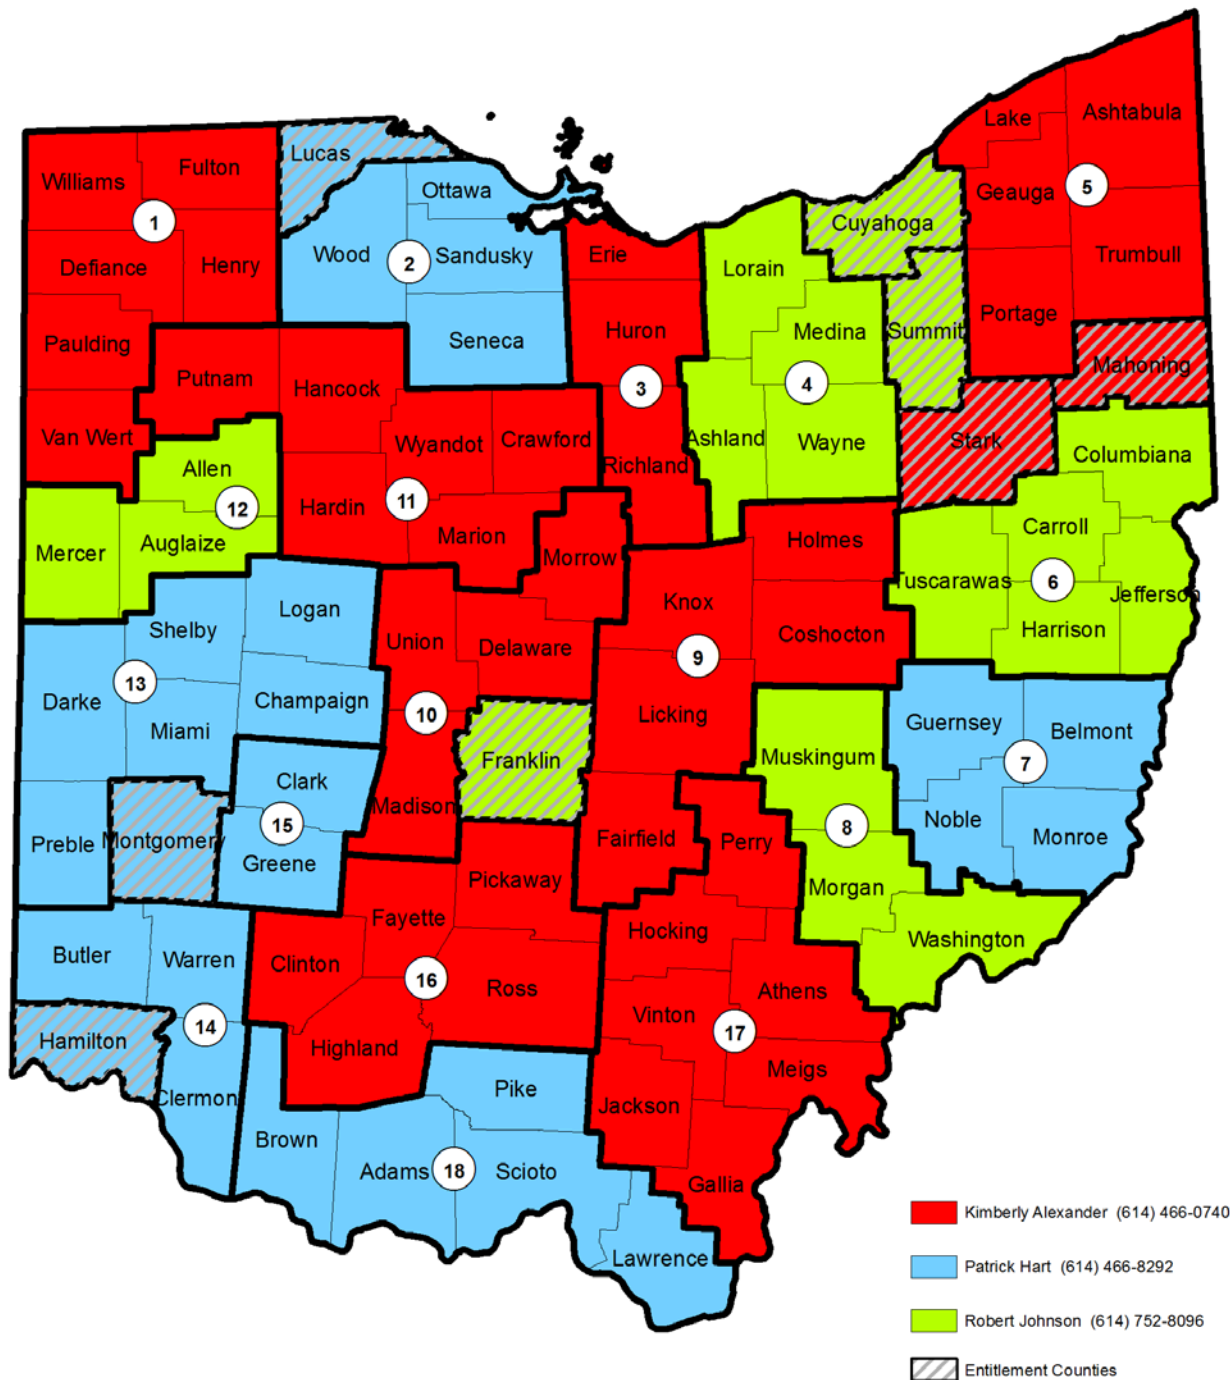 Lake
Ashtabula
Lucas
Fulton
Williams
Ottawa
Geauga
5
1
Cuyahoga
Wood
2
Sandusky
Erie
Trumbull
Defiance
Henry
Lorain
Portage
Huron
Medina
Summit
Seneca
Paulding
Mahoning
Putnam
Hancock
3
4
Van Wert
Wyandot
Crawford
Ashland
Wayne
Stark
Columbiana
Allen
Richland
Hardin
11
12
Marion
Carroll
Mercer
Auglaize
Morrow
Holmes
Tuscarawas
6
Jefferson
Logan
Knox
Shelby
Union
Delaware
Coshocton
Harrison
9
13
Darke
Champaign
Licking
10
Guernsey
Belmont
Miami
Franklin
Muskingum
7
Clark
Madison
15
Noble
Preble
Montgomery
Greene
Fairfield
Perry
8
Monroe
Pickaway
Morgan
Fayette
Hocking
Washington
Butler
Warren
Clinton
16
Ross
Athens
Vinton
14
17
Hamilton
Highland
Meigs
Pike
Clermon
Jackson
Brown
Adams
18
Scioto
Gallia
Lawrence
Kimberly Alexander (614) 466-0740
Patrick Hart (614) 466-8292
Robert Johnson (614) 752-8096
Entitlement Counties